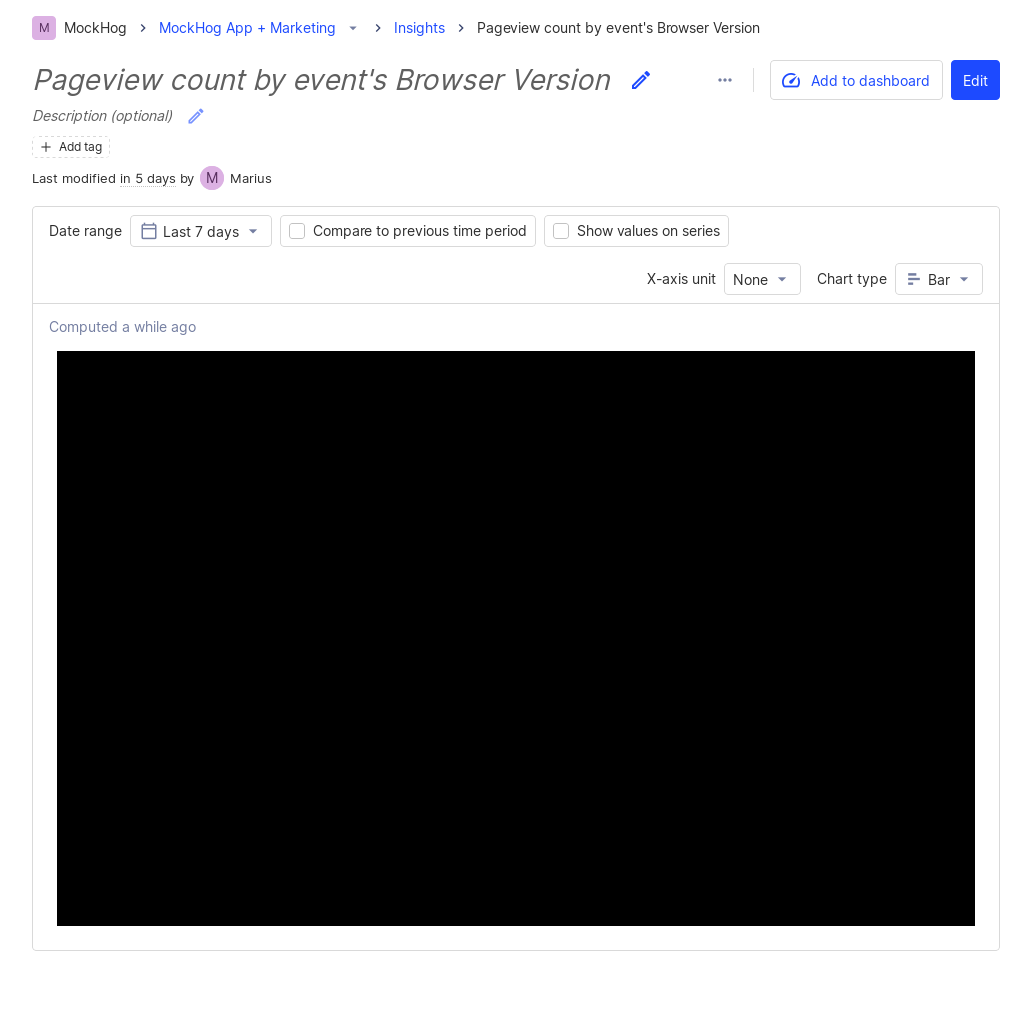 M MockHog MockHog App + Marketing Insights Pageview count by event's Browser Version
Pageview count by event's Browser Version
Add to dashboard Edit
Description (optional)
Add tag
Last modified in 5 days by M Marius
Date range Last 7 days Compare to previous time period Show values on series
X-axis unit None Chart type Bar
Computed a while ago